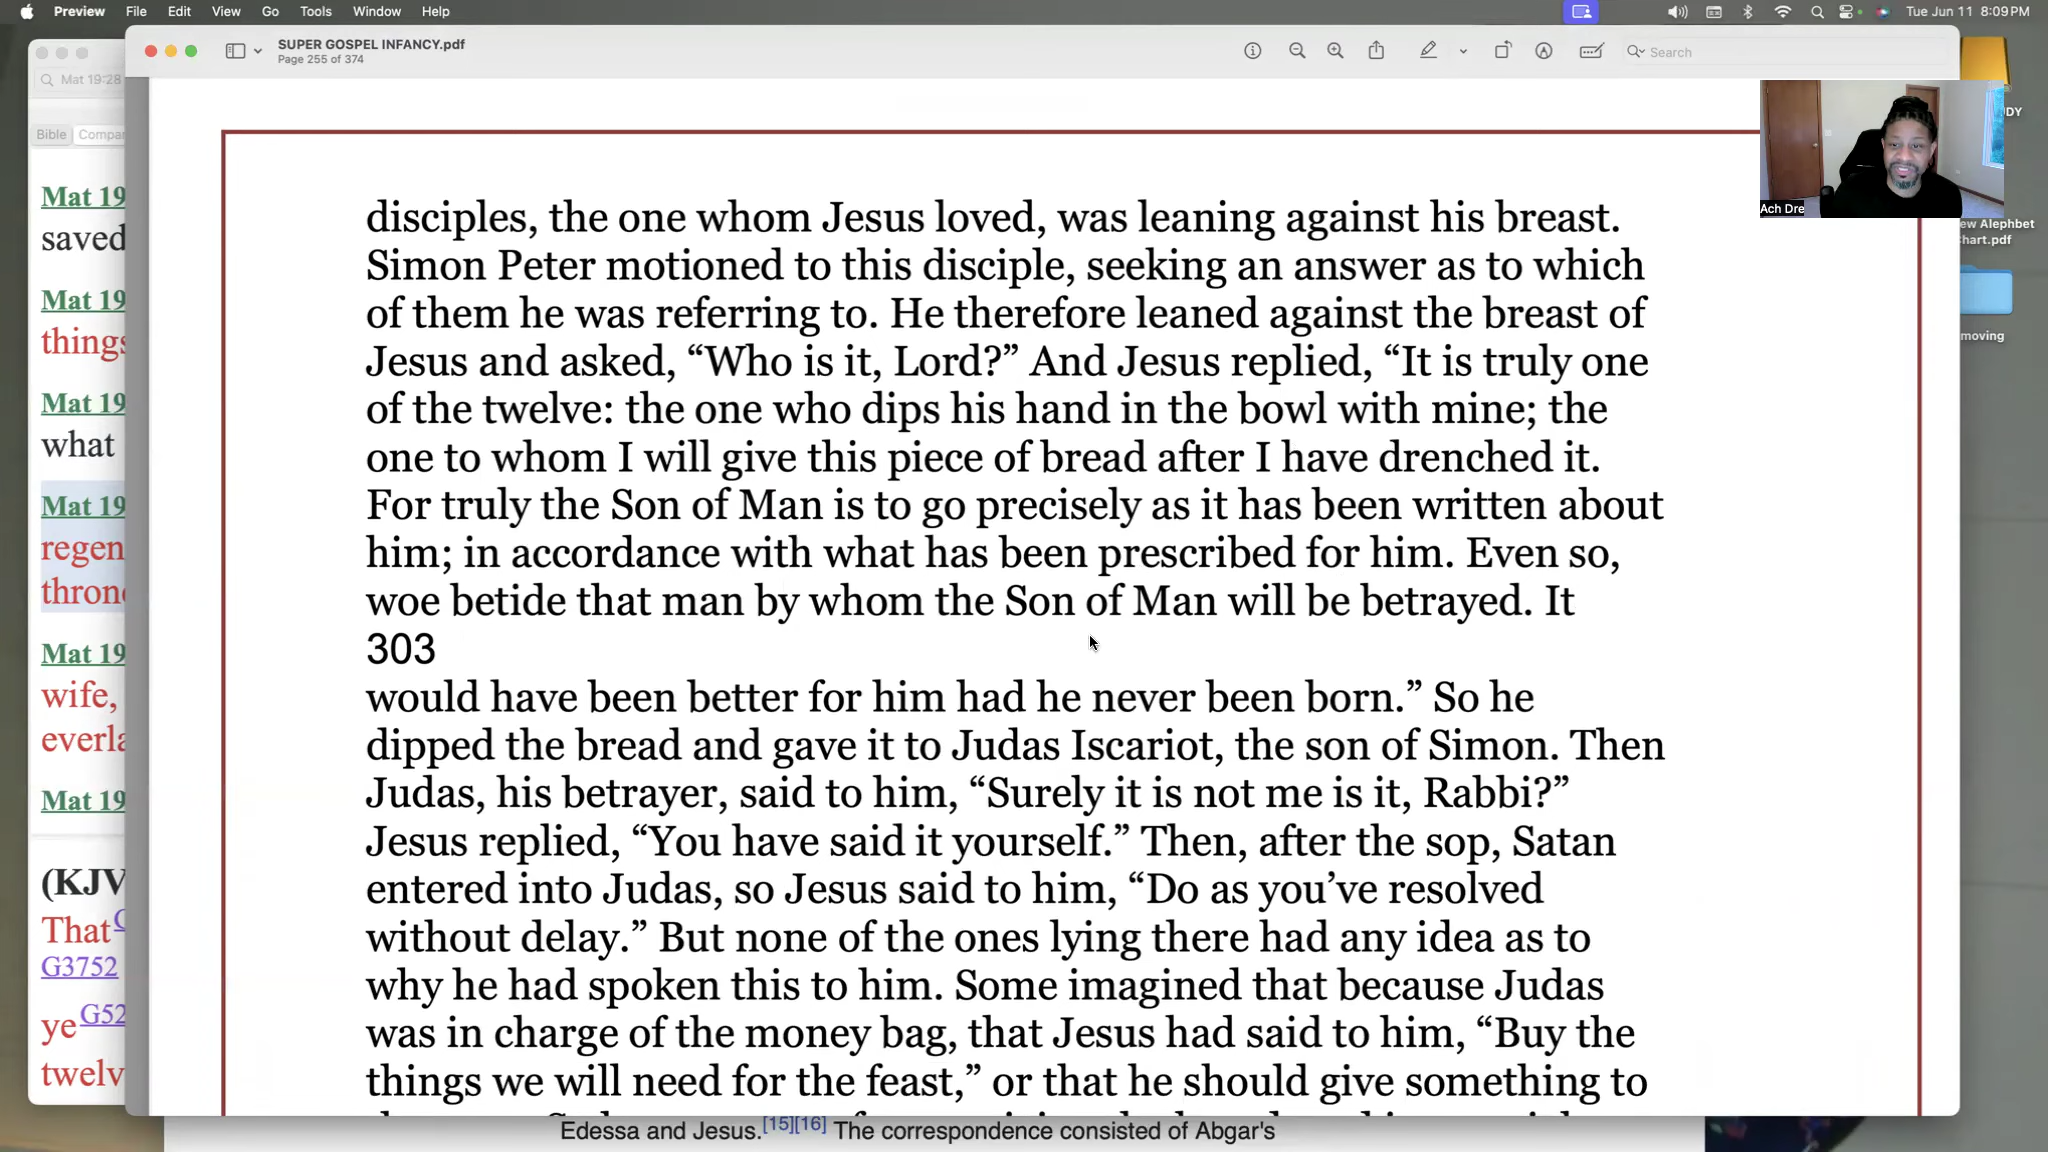 Preview File Edit View Go Tools Window Help
Tue Jun 11 8:09 PM
SUPER GOSPEL INFANCY.pdf
Page 255 of 374
Search
Mat 19:28
Bible
Mat 19
saved
Mat 19
things
Mat 19
what
Mat 19
regen
throne
Mat 19
wife,
everla
Mat 19
(KJV
That
G3752
ye G52
twelv
disciples, the one whom Jesus loved, was leaning against his breast.
Simon Peter motioned to this disciple, seeking an answer as to which
of them he was referring to. He therefore leaned against the breast of
Jesus and asked, “Who is it, Lord?” And Jesus replied, “It is truly one
of the twelve: the one who dips his hand in the bowl with mine; the
one to whom I will give this piece of bread after I have drenched it.
For truly the Son of Man is to go precisely as it has been written about
him; in accordance with what has been prescribed for him. Even so,
woe betide that man by whom the Son of Man will be betrayed. It
303
would have been better for him had he never been born.” So he
dipped the bread and gave it to Judas Iscariot, the son of Simon. Then
Judas, his betrayer, said to him, “Surely it is not me is it, Rabbi?”
Jesus replied, “You have said it yourself.” Then, after the sop, Satan
entered into Judas, so Jesus said to him, “Do as you’ve resolved
without delay.” But none of the ones lying there had any idea as to
why he had spoken this to him. Some imagined that because Judas
was in charge of the money bag, that Jesus had said to him, “Buy the
things we will need for the feast,” or that he should give something to
Edessa and Jesus.[15][16] The correspondence consisted of Abgar's
Ach Dre
DY
ew Alephbet
hart.pdf
moving